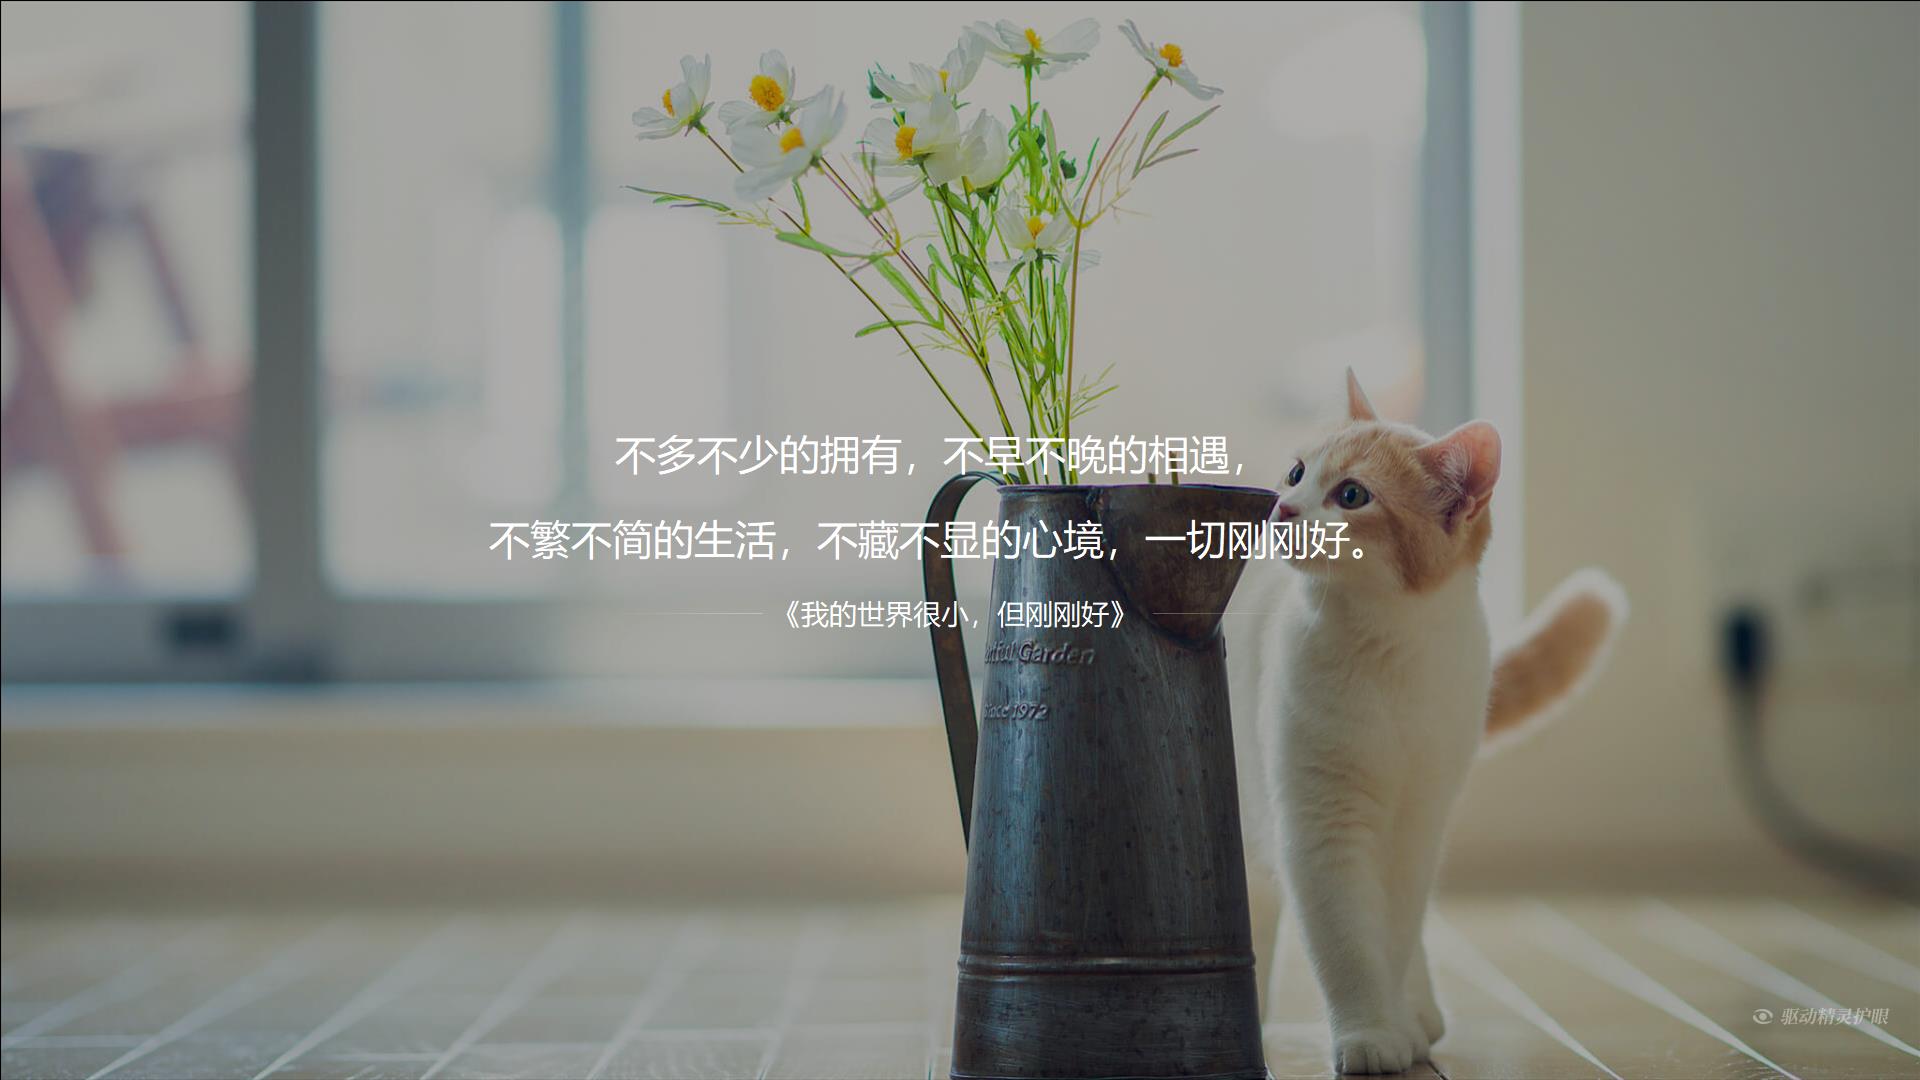 不多不少的拥有，不早不晚的相遇，
不繁不简的生活，不藏不显的心境，一切刚刚好。
《我的世界很小，但刚刚好》
Garden
Since 1972
驱动精灵护眼